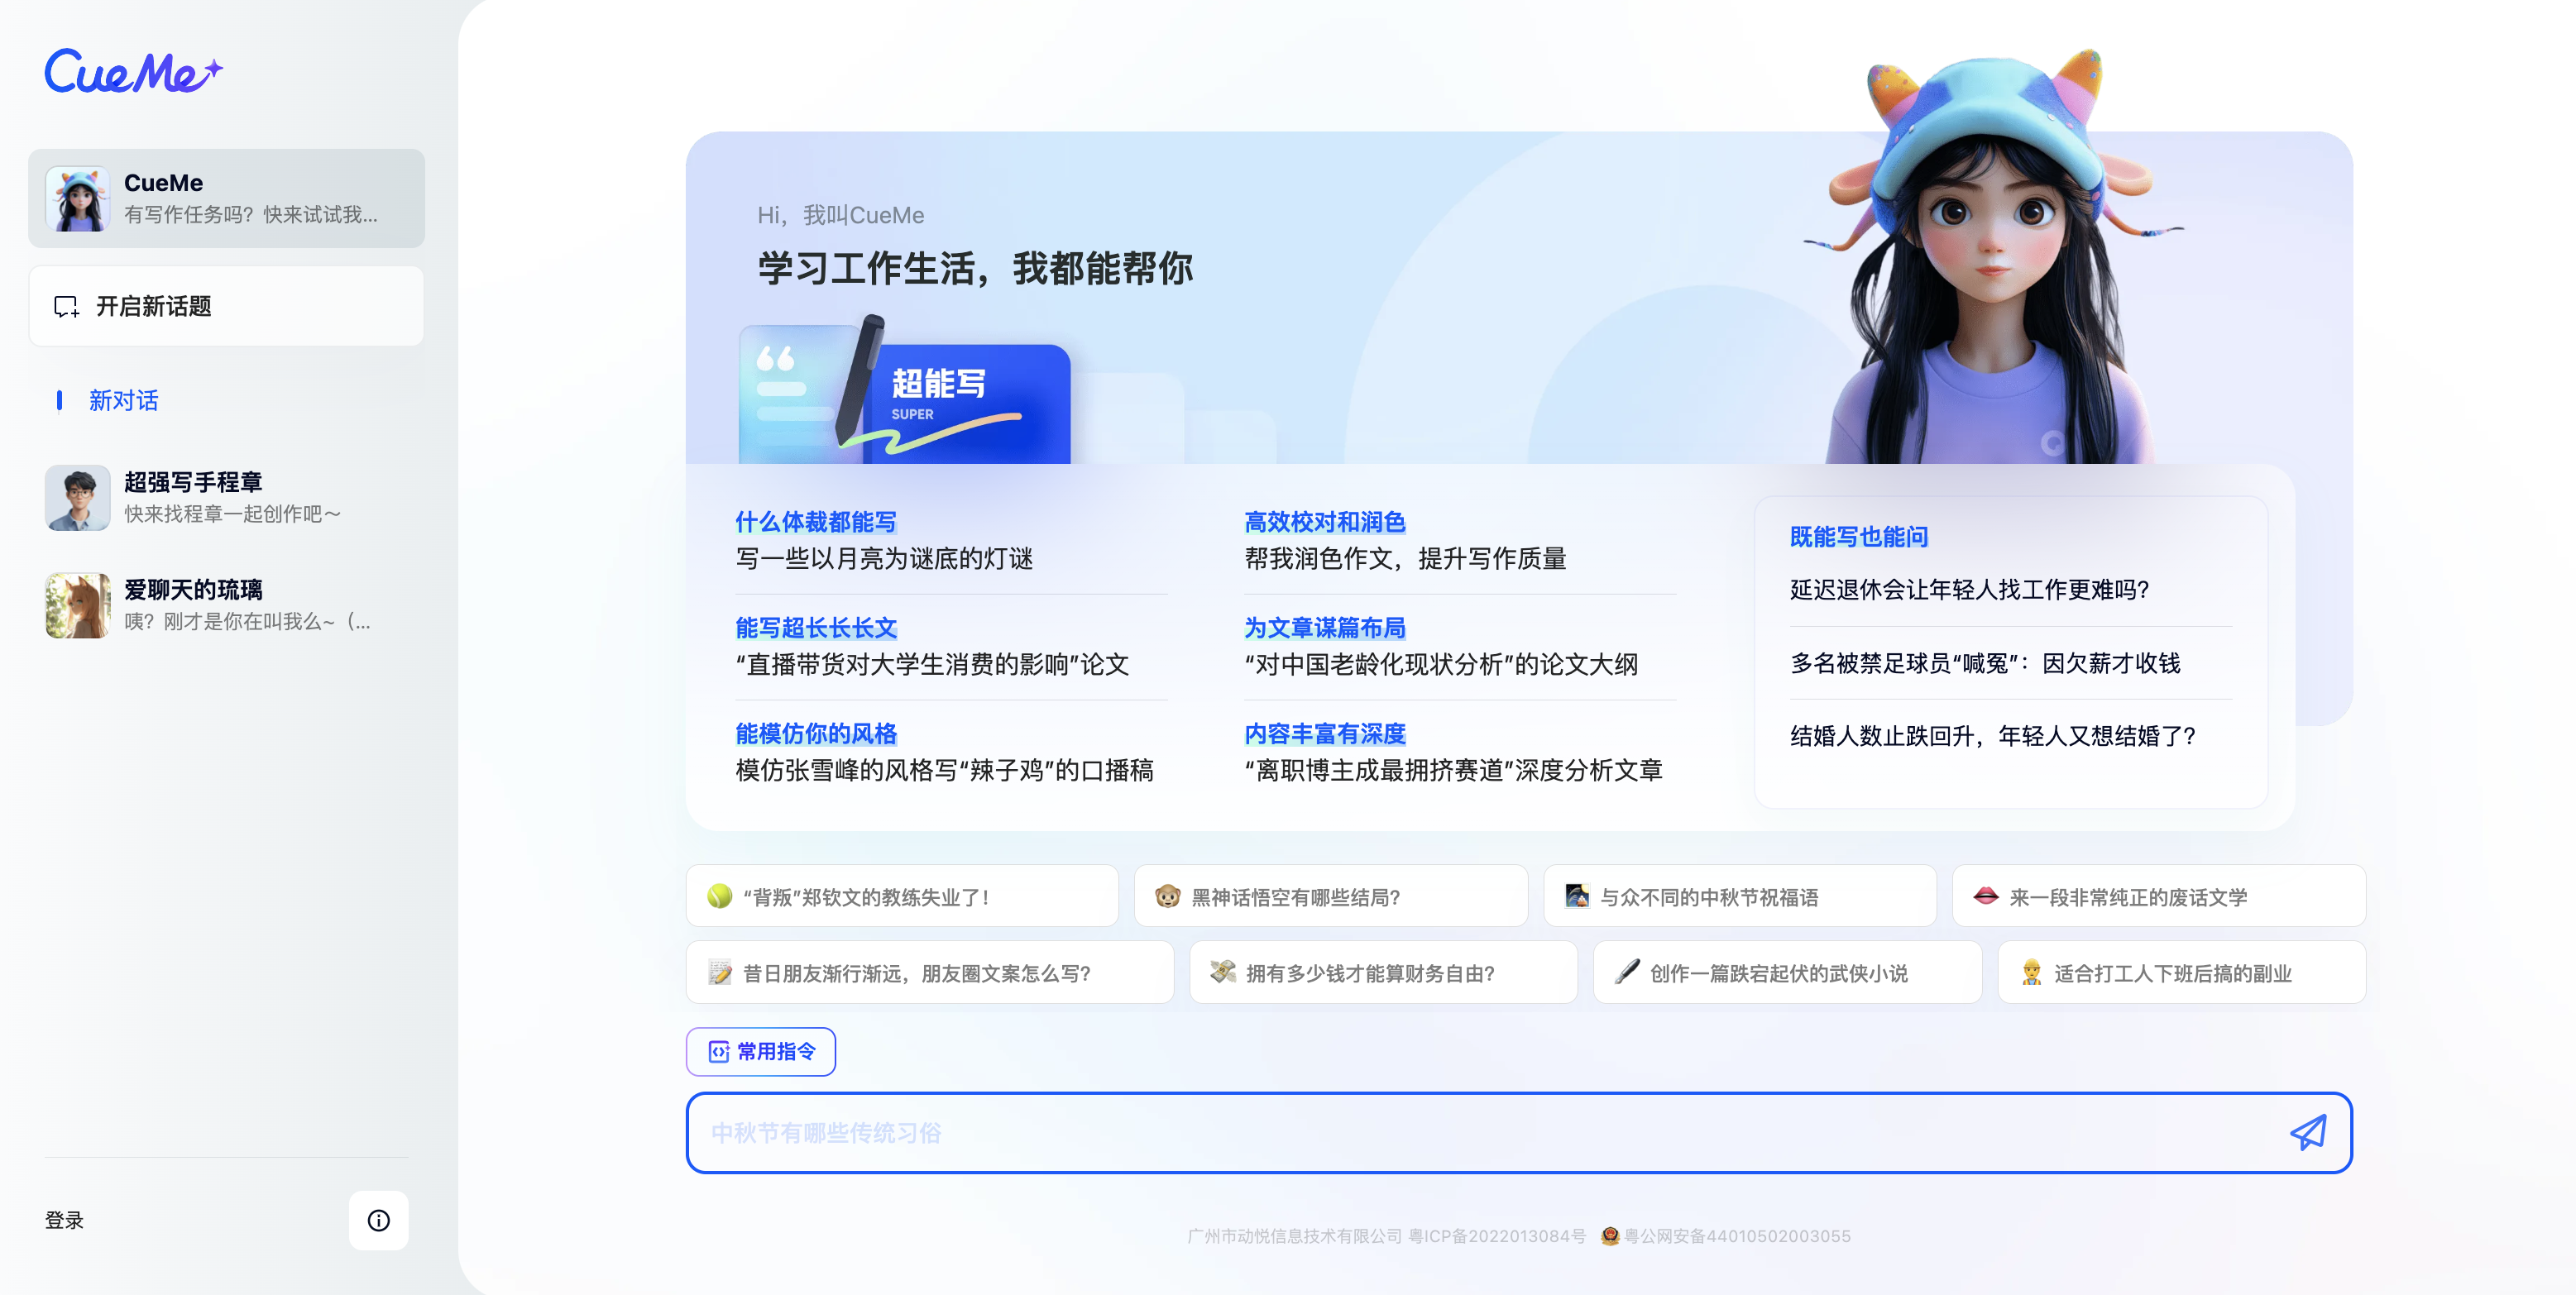 CueMe
CueMe
有写作任务吗？快来试试我...
开启新话题
新对话
超强写手程章
快来找程章一起创作吧～
爱聊天的琉璃
咦？刚才是你在叫我么~（...
登录
Hi，我叫CueMe
学习工作生活，我都能帮你
超能写
SUPER
什么体裁都能写
写一些以月亮为谜底的灯谜
能写超长长长文
“直播带货对大学生消费的影响”论文
能模仿你的风格
模仿张雪峰的风格写“辣子鸡”的口播稿
高效校对和润色
帮我润色作文，提升写作质量
为文章谋篇布局
“对中国老龄化现状分析”的论文大纲
内容丰富有深度
“离职博主成最拥挤赛道”深度分析文章
既能写也能问
延迟退休会让年轻人找工作更难吗？
多名被禁足球员“喊冤”：因欠薪才收钱
结婚人数止跌回升，年轻人又想结婚了？
“背叛”郑钦文的教练失业了！
黑神话悟空有哪些结局？
与众不同的中秋节祝福语
来一段非常纯正的废话文学
昔日朋友渐行渐远，朋友圈文案怎么写？
拥有多少钱才能算财务自由？
创作一篇跌宕起伏的武侠小说
适合打工人下班后搞的副业
常用指令
中秋节有哪些传统习俗
广州市动悦信息技术有限公司 粤ICP备2022013084号 粤公网安备44010502003055